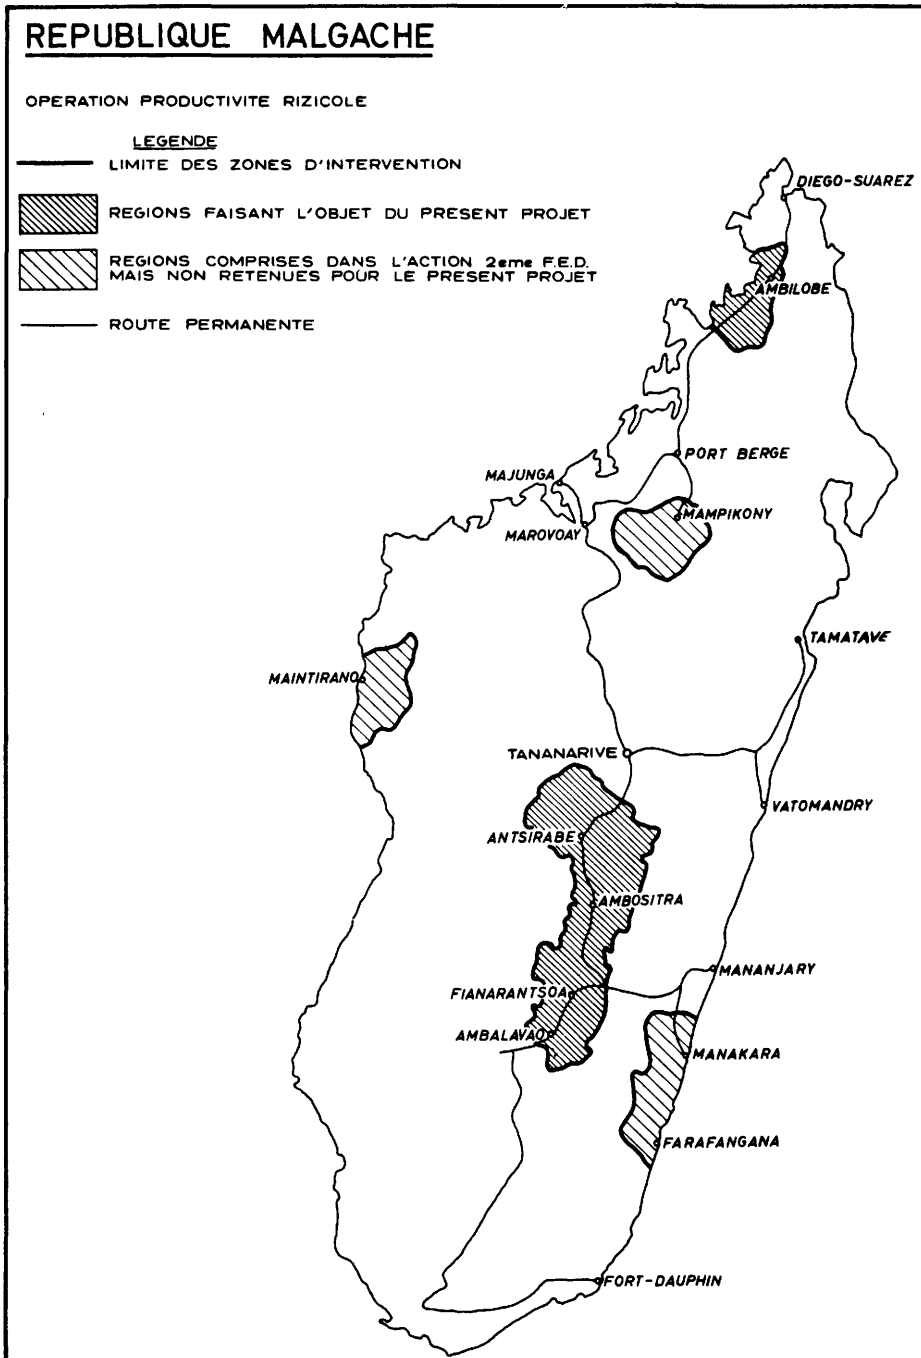 REPUBLIQUE MALGACHE
OPERATION PRODUCTIVITE RIZICOLE
LEGENDE
LIMITE DES ZONES D'INTERVENTION
REGIONS FAISANT L'OBJET DU PRESENT PROJET
REGIONS COMPRISES DANS L'ACTION 2eme F.E.D.
MAIS NON RETENUES POUR LE PRESENT PROJET
ROUTE PERMANENTE
DIEGO-SUAREZ
AMBILOBE
PORT BERGE
MAJUNGA
MAMPIKONY
MAROVOAY
TAMATAVE
MAINTIRANO
TANANARIVE
VATOMANDRY
ANTSIRABE
AMBOSITRA
MANANJARY
FIANARANTSOA
AMBALAVAO
MANAKARA
FARAFANGANA
FORT-DAUPHIN